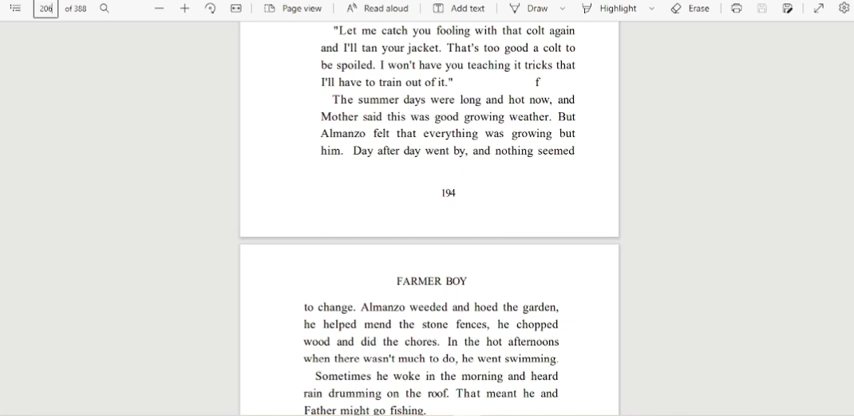 206 of 388 Page view Read aloud Add text Draw Highlight Erase
"Let me catch you fooling with that colt again
and I'll tan your jacket. That's too good a colt to
be spoiled. I won't have you teaching it tricks that
I'll have to train out of it." f
The summer days were long and hot now, and
Mother said this was good growing weather. But
Almanzo felt that everything was growing but
him. Day after day went by, and nothing seemed
194
FARMER BOY
to change. Almanzo weeded and hoed the garden,
he helped mend the stone fences, he chopped
wood and did the chores. In the hot afternoons
when there wasn't much to do, he went swimming.
Sometimes he woke in the morning and heard
rain drumming on the roof. That meant he and
Father might go fishing.